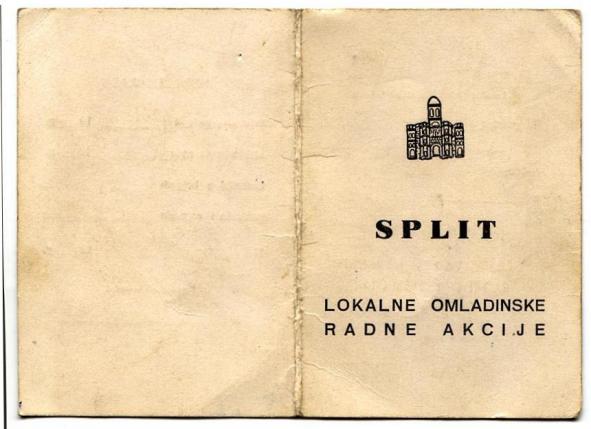 SPLIT
LOKALNE OMLADINSKE
RADNE AKCIJE